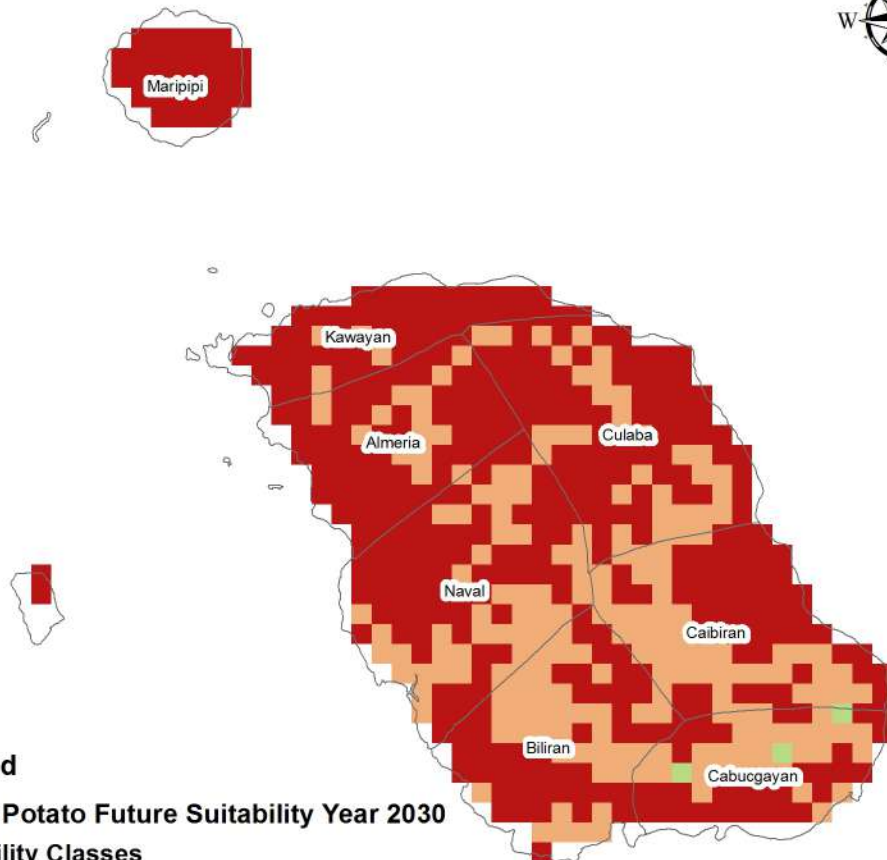 W
Maripipi
Kawayan
Almeria
Culaba
Naval
Caibiran
Biliran
Cabucgayan
d
Potato Future Suitability Year 2030
ility Classes